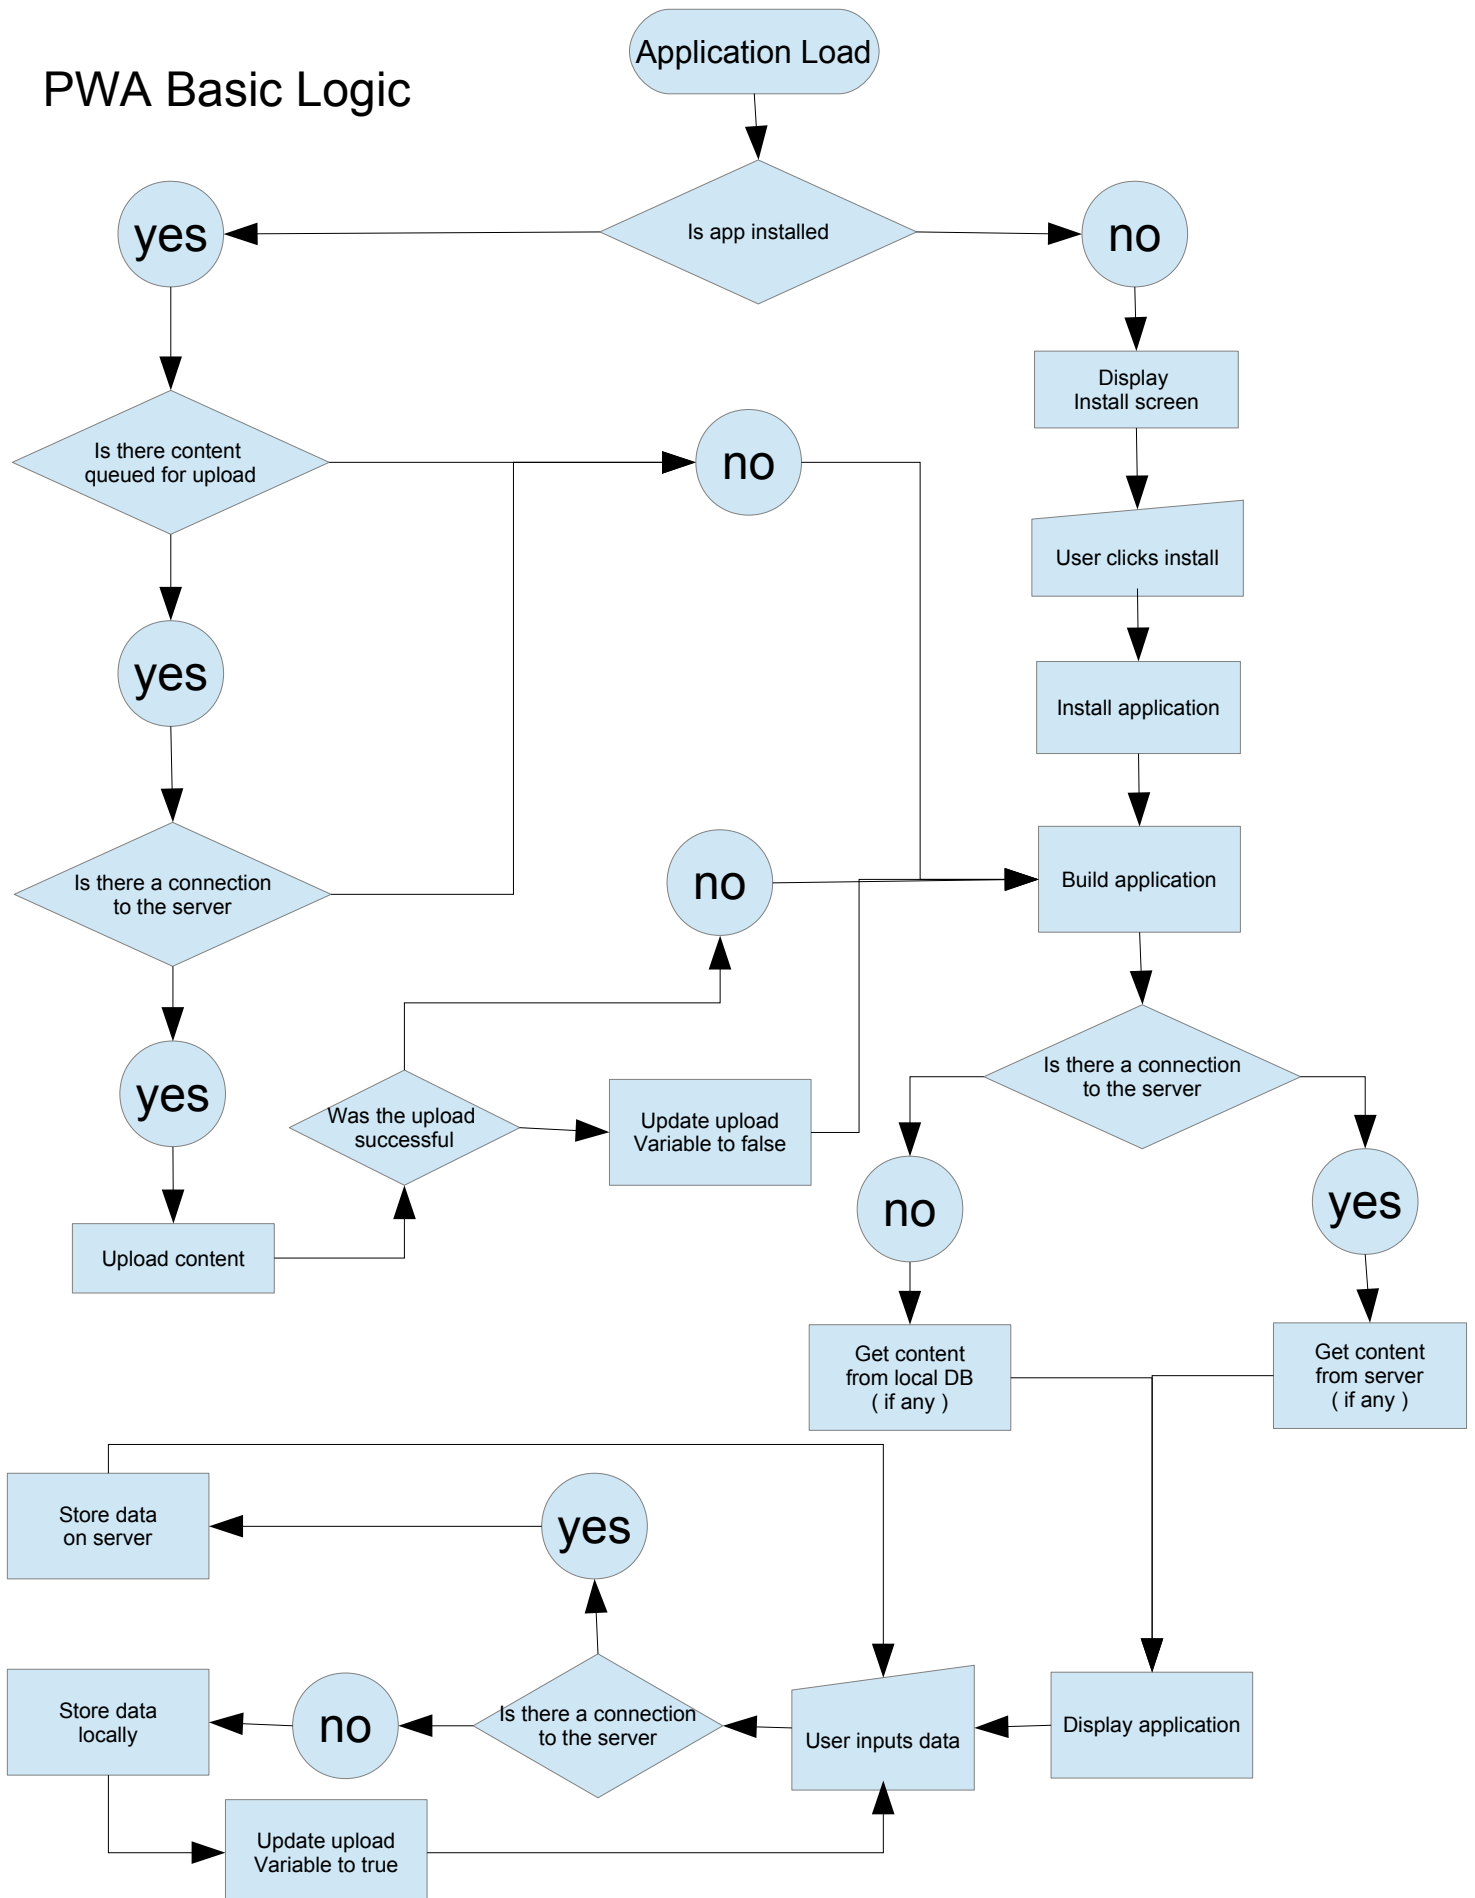 Application Load
PWA Basic Logic
yes
Is app installed
no
Display
Install screen
Is there content
queued for upload
no
User clicks install
yes
Install application
Is there a connection
to the server
no
Build application
yes
Was the upload
successful
Update upload
Variable to false
Is there a connection
to the server
no
yes
Upload content
Get content
from local DB
( if any )
Get content
from server
( if any )
Store data
on server
yes
Store data
locally
no
Is there a connection
to the server
User inputs data
Display application
Update upload
Variable to true